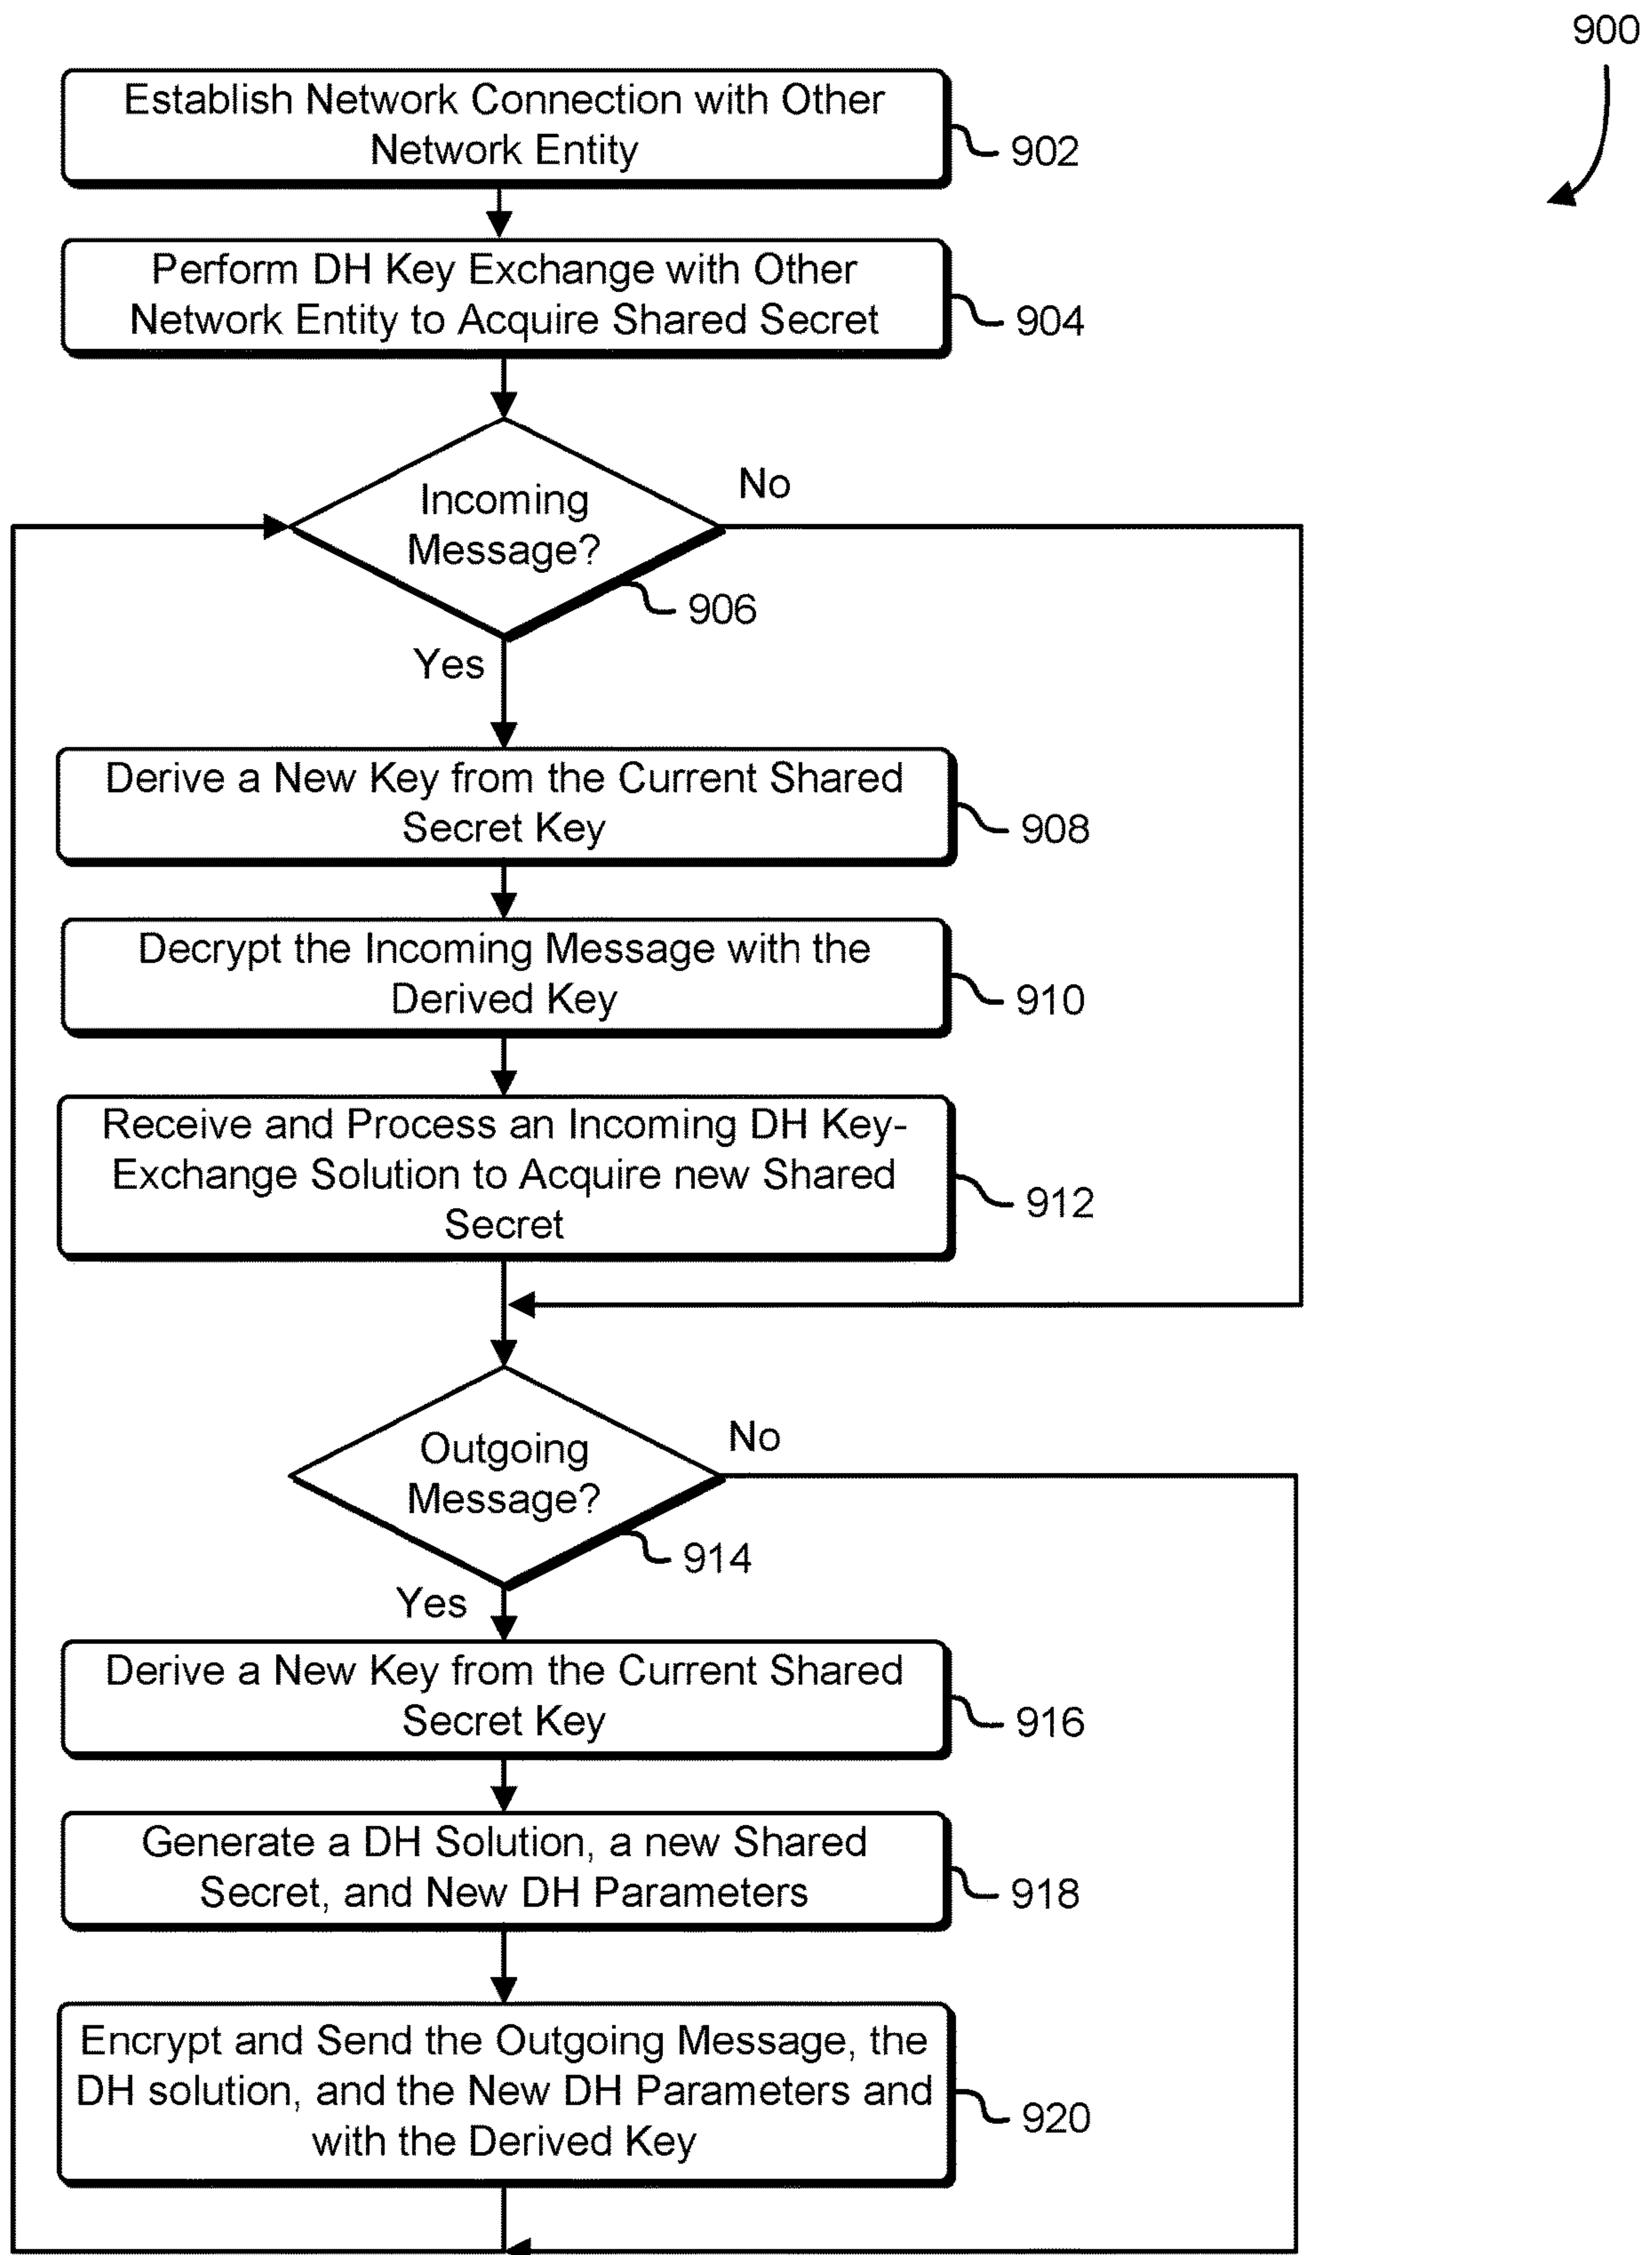 900
Establish Network Connection with Other
Network Entity
902
Perform DH Key Exchange with Other
Network Entity to Acquire Shared Secret
904
No
Incoming
Message?
906
Yes
Derive a New Key from the Current Shared
Secret Key
908
Decrypt the Incoming Message with the
Derived Key
910
Receive and Process an Incoming DH Key-
Exchange Solution to Acquire new Shared
Secret
912
No
Outgoing
Message?
914
Yes
Derive a New Key from the Current Shared
Secret Key
916
Generate a DH Solution, a new Shared
Secret, and New DH Parameters
918
Encrypt and Send the Outgoing Message, the
DH solution, and the New DH Parameters and
with the Derived Key
920